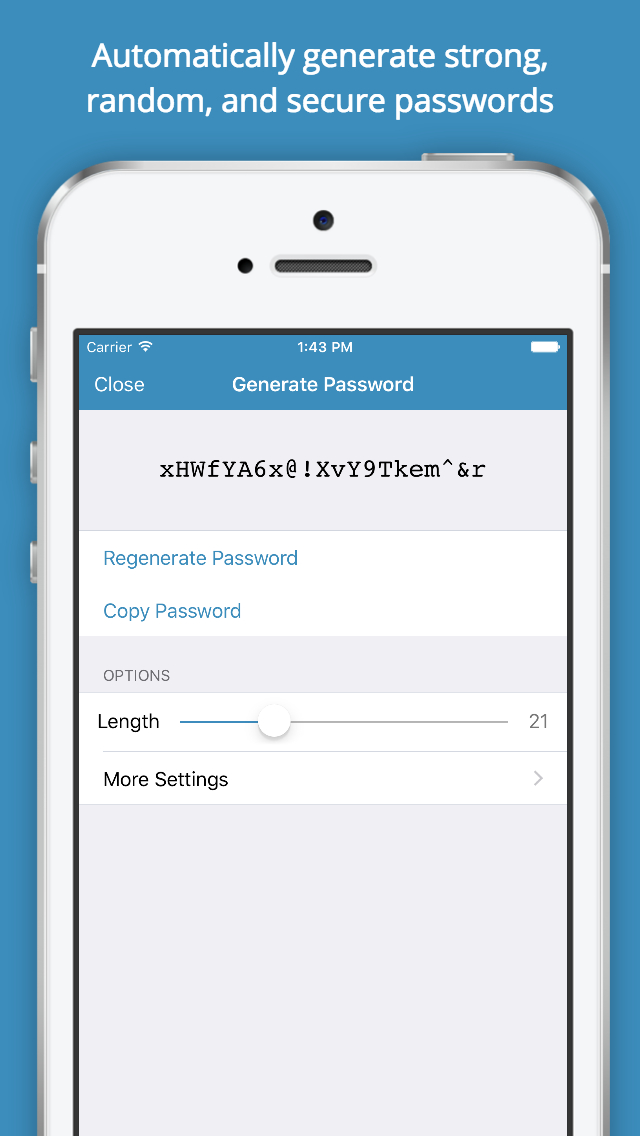 Automatically generate strong,
random, and secure passwords
Carrier 1:43 PM
Close Generate Password
xHWfYA6x@!XvY9Tkem^&r
Regenerate Password
Copy Password
OPTIONS
Length 21
More Settings